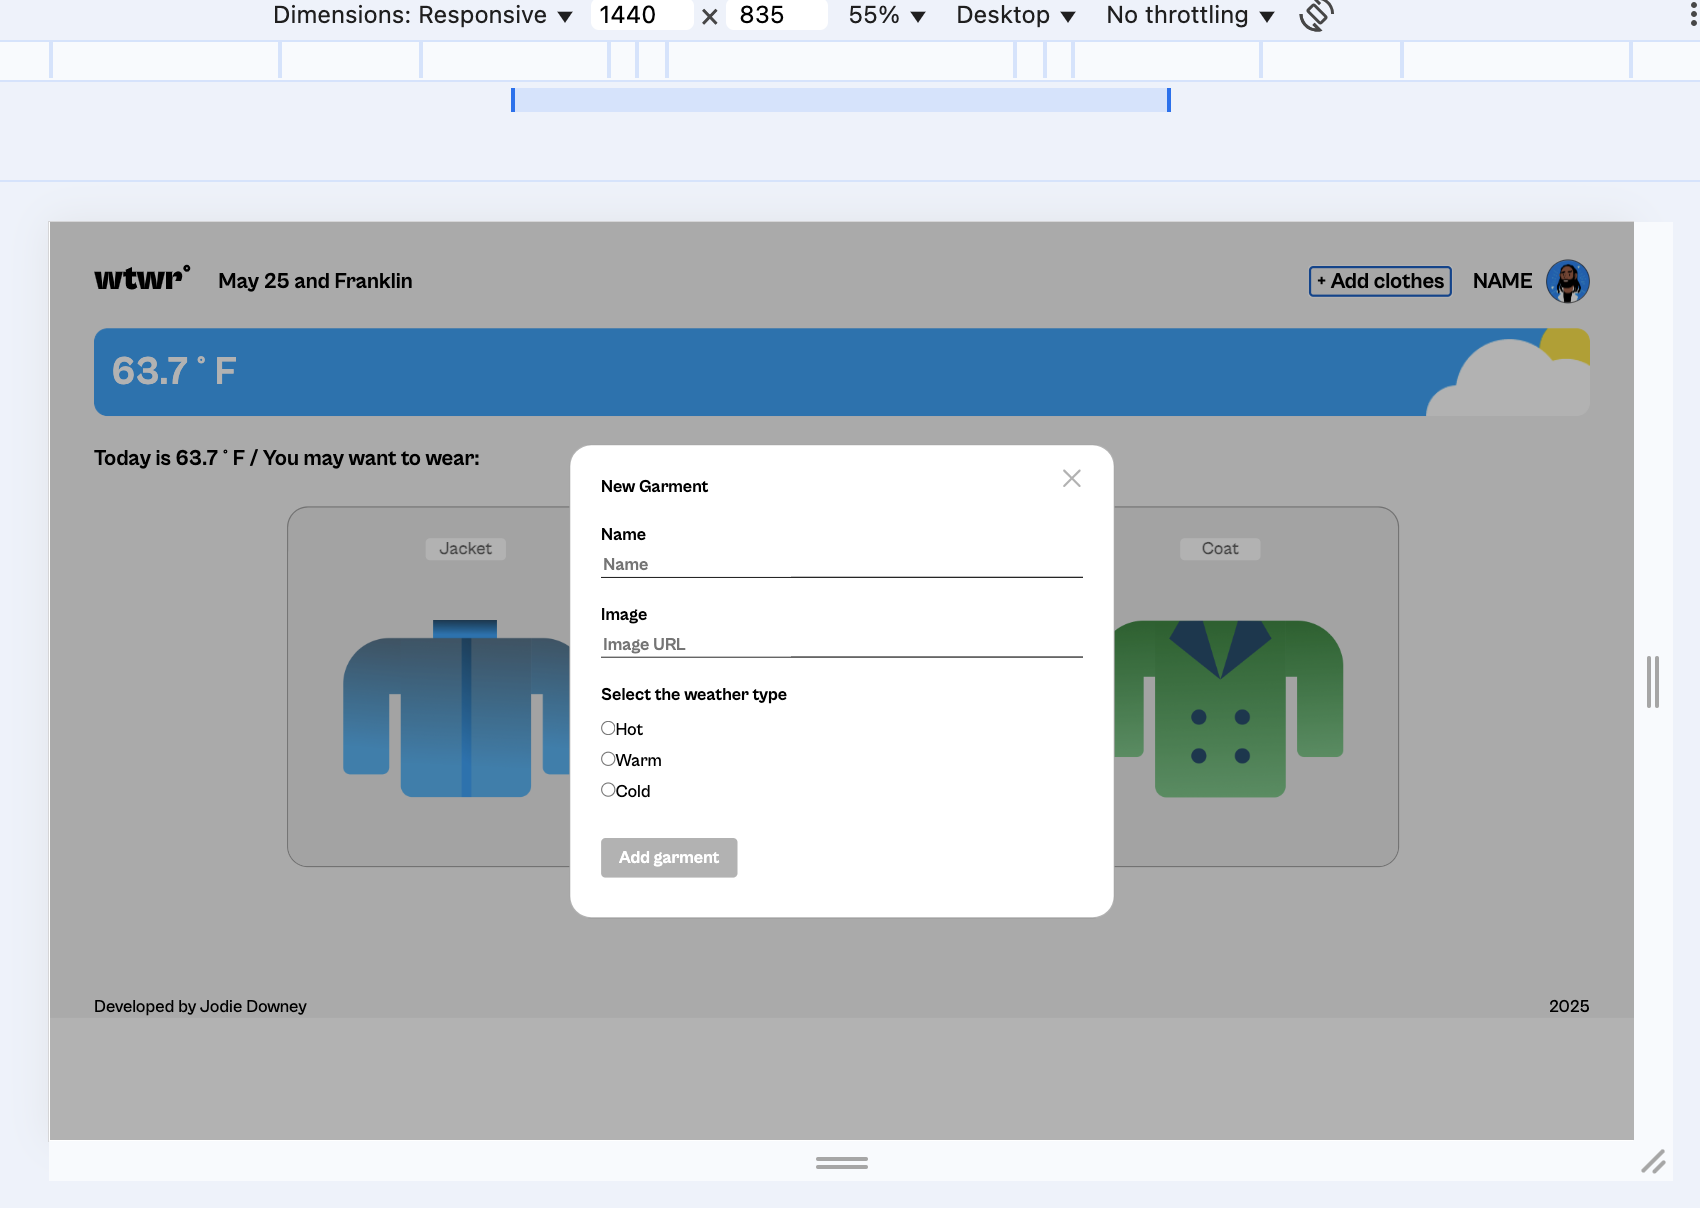 Dimensions: Responsive ▼ 1440 × 835 55% ▼ Desktop ▼ No throttling ▼
wtwr° May 25 and Franklin + Add clothes NAME
63.7 ° F
Today is 63.7 ° F / You may want to wear:
New Garment
Name
Name
Image
Image URL
Select the weather type
Hot
Warm
Cold
Add garment
Jacket
Coat
Developed by Jodie Downey 2025